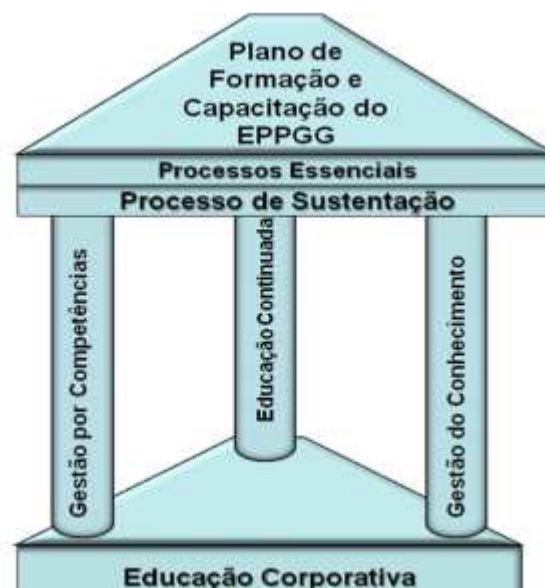 Plano de
Formação e
Capacitação do
EPPGG
Processos Essenciais
Processo de Sustentação
Gestão por Competências
Educação Continuada
Gestão do Conhecimento
Educação Corporativa